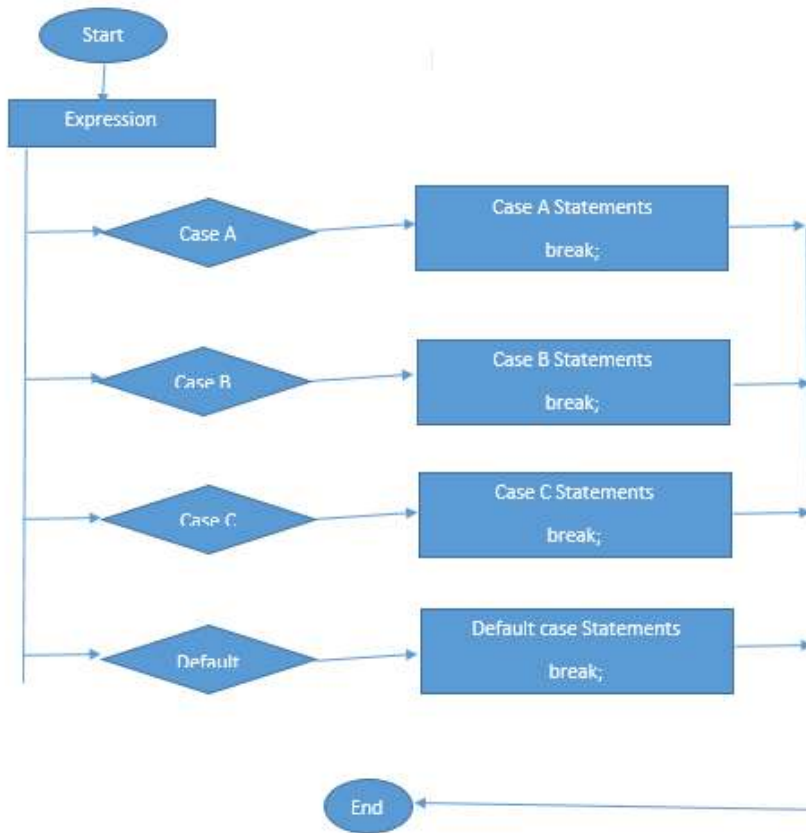 Start
Expression
Case A
Case A Statements
break;
Case B
Case B Statements
break;
Case C
Case C Statements
break;
Default
Default case Statements
break;
End